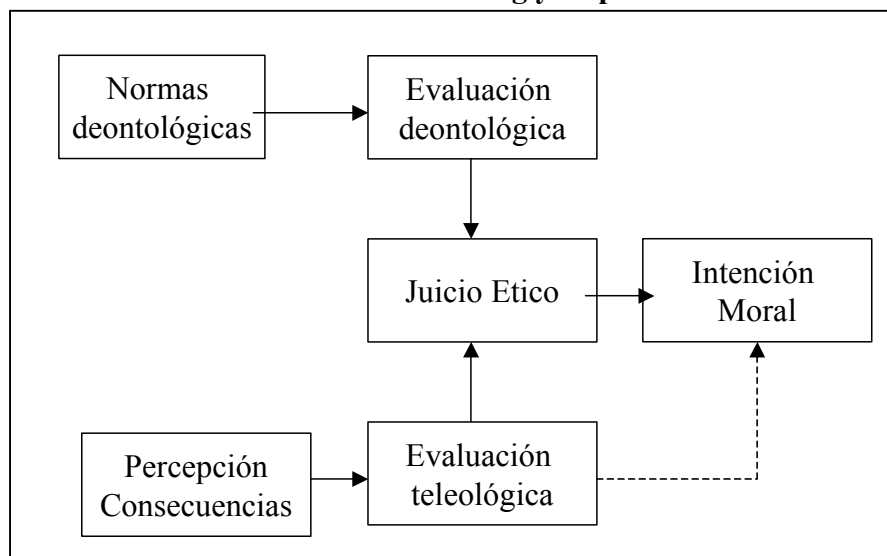 Normas
deontológicas
Evaluación
deontológica
Juicio Etico
Intención
Moral
Percepción
Consecuencias
Evaluación
teleológica